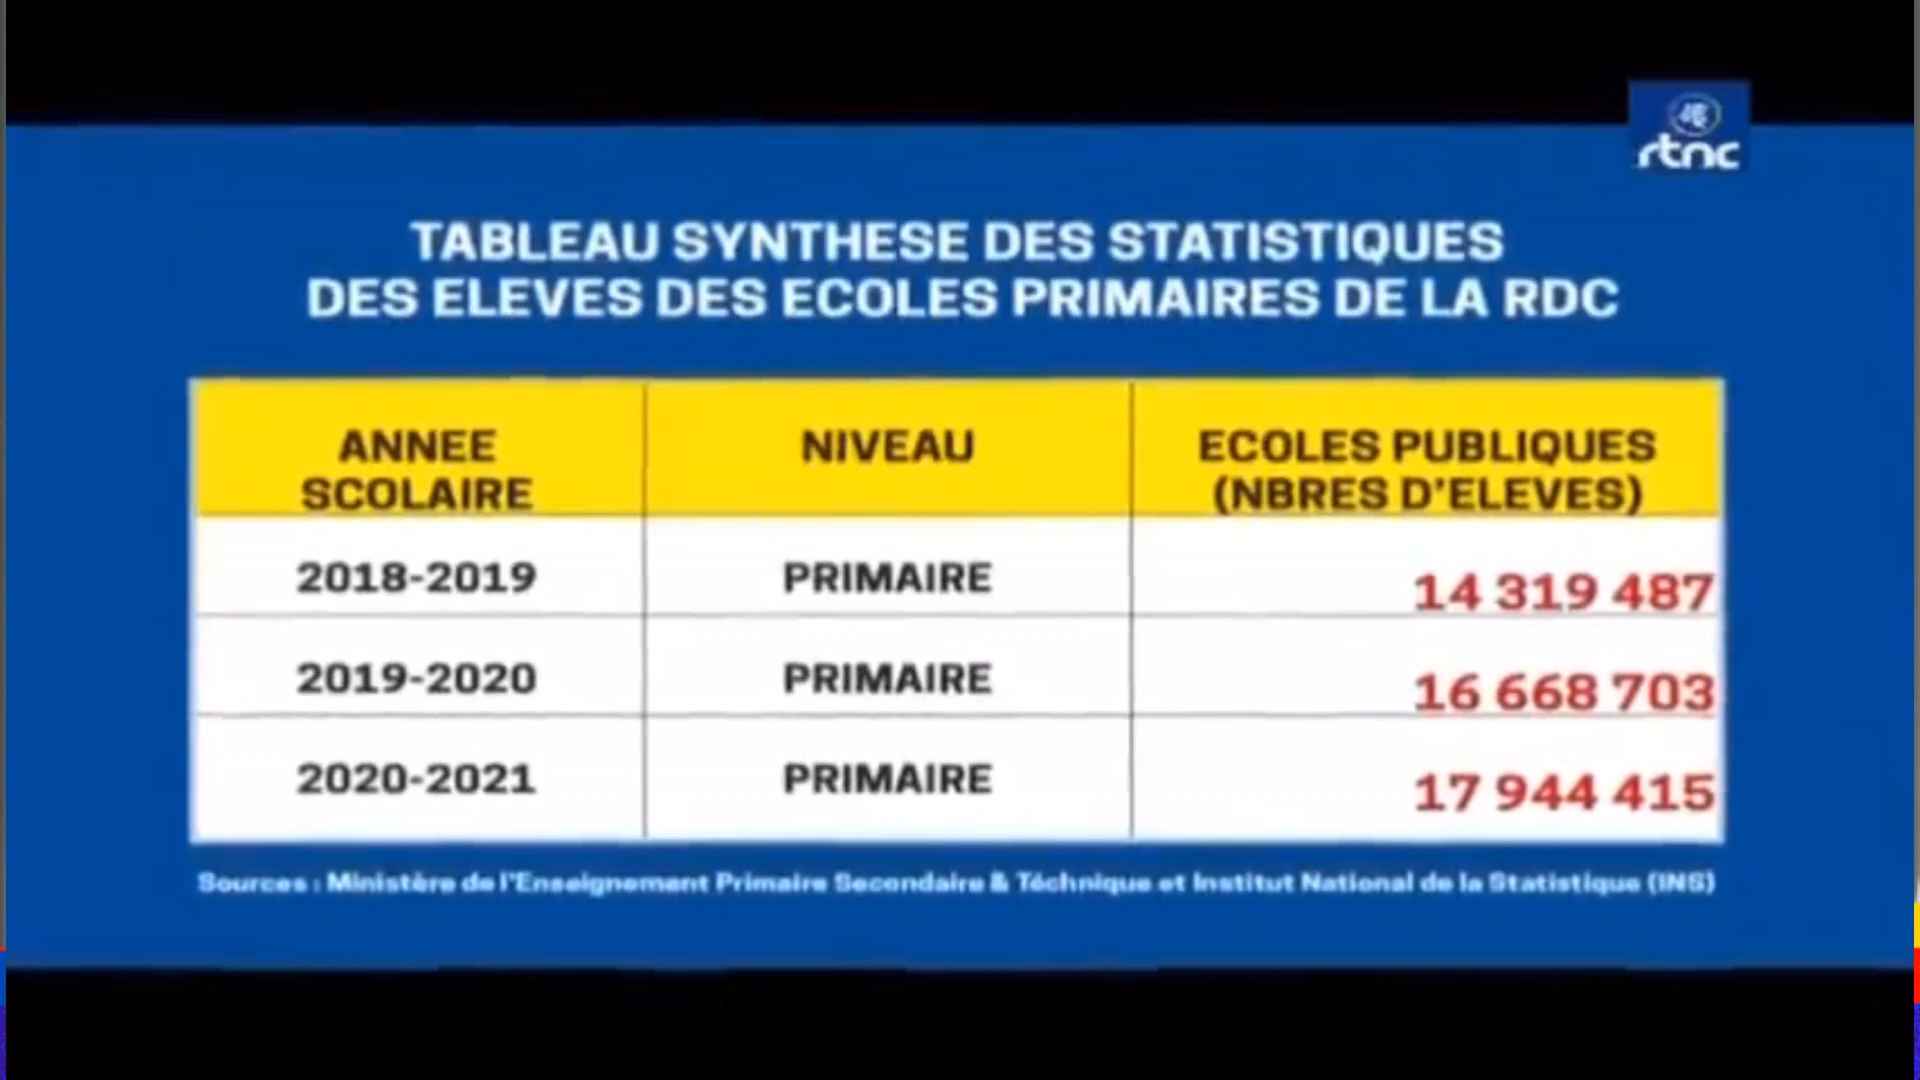 rtnc
TABLEAU SYNTHESE DES STATISTIQUES
DES ELEVES DES ECOLES PRIMAIRES DE LA RDC
ANNEE
SCOLAIRE
NIVEAU
ECOLES PUBLIQUES
(NBRES D'ELEVES)
2018-2019 PRIMAIRE 14 319 487
2019-2020 PRIMAIRE 16 668 703
2020-2021 PRIMAIRE 17 944 415
Sources : Ministère de l'Enseignement Primaire Secondaire & Téchnique et Institut National de la Statistique (INS)